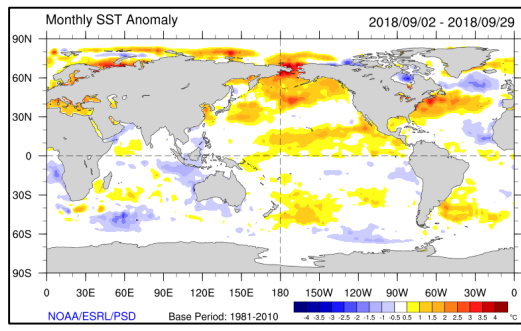 Monthly SST Anomaly
2018/09/02 - 2018/09/29
90N
60N
30N
0
30S
60S
90S
0 30E 60E 90E 120E 150E 180 150W 120W 90W 60W 30W 0
NOAA/ESRL/PSD
Base Period: 1981-2010
-4 -3.5 -3 -2.5 -2 -1.5 -1 -0.5 0.5 1 1.5 2 2.5 3 3.5 4 °C